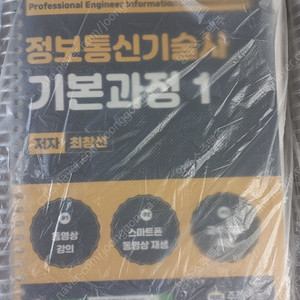 Professional Engineer Information
정보통신기술사
기본과정 1
저자 최창선
동영상
강의
스마트폰
동영상 재생